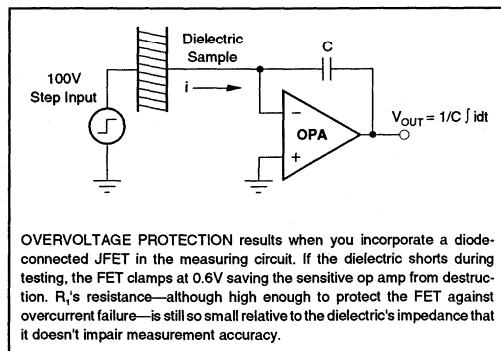 Dielectric
Sample
C
100V
Step Input
i
−
OPA
+
V_OUT = 1/C ∫ idt
OVERVOLTAGE PROTECTION results when you incorporate a diode-
connected JFET in the measuring circuit. If the dielectric shorts during
testing, the FET clamps at 0.6V saving the sensitive op amp from destruc-
tion. R₁'s resistance—although high enough to protect the FET against
overcurrent failure—is still so small relative to the dielectric's impedance that
it doesn't impair measurement accuracy.